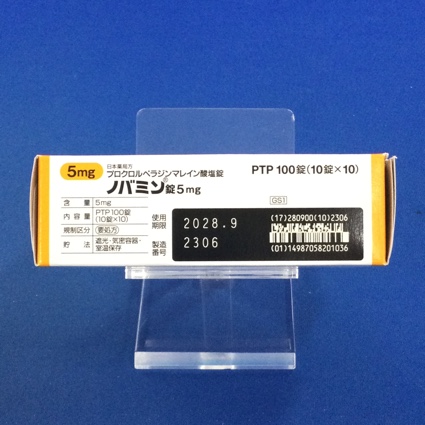 5mg
日本薬局方
プロクロルペラジンマレイン酸塩錠
ノバミン®錠5mg
PTP 100錠(10錠×10)
含量 5mg
内容量 PTP100錠
(10錠×10)
規制区分 要処方
貯法 遮光・気密容器・
室温保存
使用
期限
2028.9
製造
番号
2306
GS1
(17)280900(10)2306
(01)14987058201036